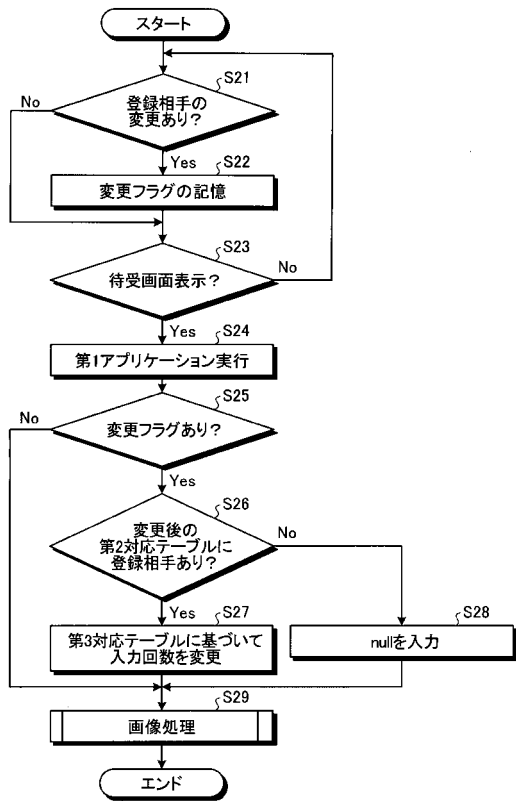 スタート
S21
登録相手の
変更あり?
No
Yes
S22
変更フラグの記憶
S23
待受画面表示?
No
Yes
S24
第1アプリケーション実行
S25
変更フラグあり?
No
Yes
S26
変更後の
第2対応テーブルに
登録相手あり?
No
Yes
S27
第3対応テーブルに基づいて
入力回数を変更
S28
nullを入力
S29
画像処理
エンド